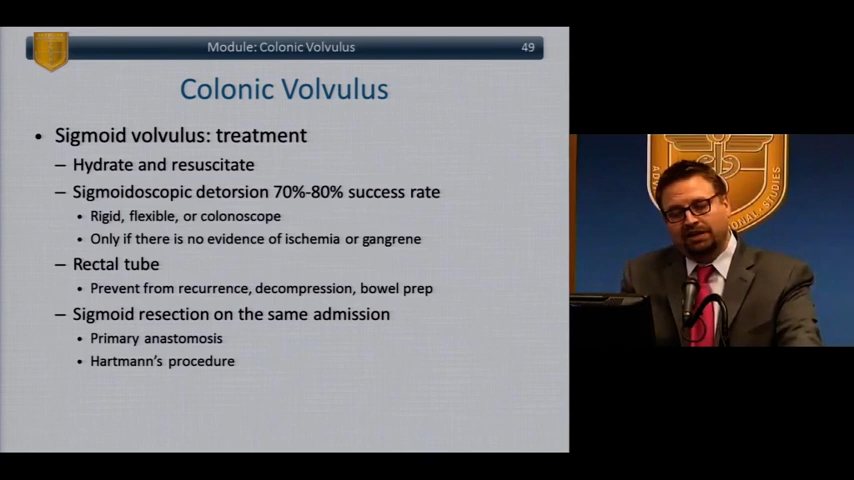 Module: Colonic Volvulus
49
Colonic Volvulus
• Sigmoid volvulus: treatment
– Hydrate and resuscitate
– Sigmoidoscopic detorsion 70%-80% success rate
• Rigid, flexible, or colonoscope
• Only if there is no evidence of ischemia or gangrene
– Rectal tube
• Prevent from recurrence, decompression, bowel prep
– Sigmoid resection on the same admission
• Primary anastomosis
• Hartmann's procedure
STUDIES